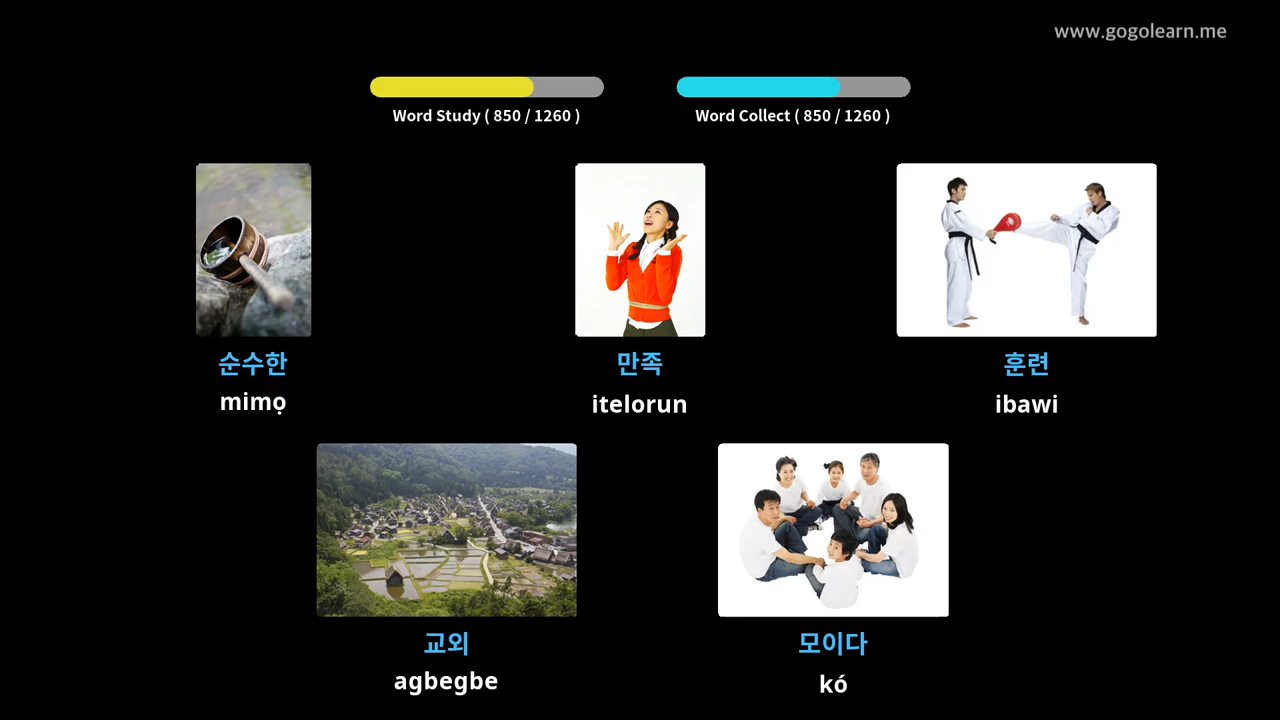 www.gogolearn.me
Word Study ( 850 / 1260 )
Word Collect ( 850 / 1260 )
순수한
mimọ
만족
itelorun
훈련
ibawi
교외
agbegbe
모이다
kó